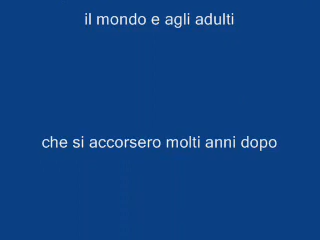 il mondo e agli adulti
che si accorsero molti anni dopo